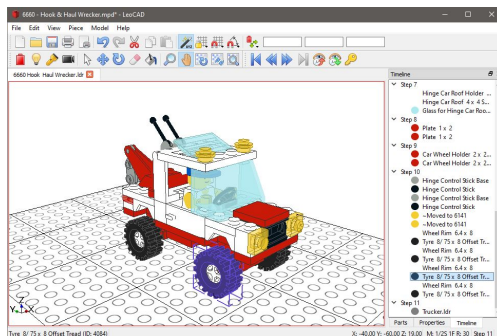 6660 - Hook & Haul Wrecker.mpd* - LeoCAD
File Edit View Piece Model Help
6660 Hook Haul Wrecker.ldr
Timeline
Step 7
Hinge Car Roof Holder ...
Hinge Car Roof 4 x 4 S...
Glass for Hinge Car Roo...
Step 8
Plate 1 x 2
Plate 1 x 2
Step 9
Car Wheel Holder 2 x 2...
Car Wheel Holder 2 x 2...
Step 10
Hinge Control Stick Base
Hinge Control Stick
Hinge Control Stick Base
Hinge Control Stick
~Moved to 6141
~Moved to 6141
Wheel Rim 6.4 x 8
Tyre 8/ 75 x 8 Offset Tr...
Wheel Rim 6.4 x 8
Tyre 8/ 75 x 8 Offset Tr...
Wheel Rim 6.4 x 8
Tyre 8/ 75 x 8 Offset Tr...
Wheel Rim 6.4 x 8
Tyre 8/ 75 x 8 Offset Tr...
Step 11
Trucker.ldr
Parts Properties Timeline
Y Z X
Tyre 8/ 75 x 8 Offset Tread (ID: 4084)
X: -40.00 Y: -60.00 Z: 19.00 M: 1/2S 1F R: 30 Step 11